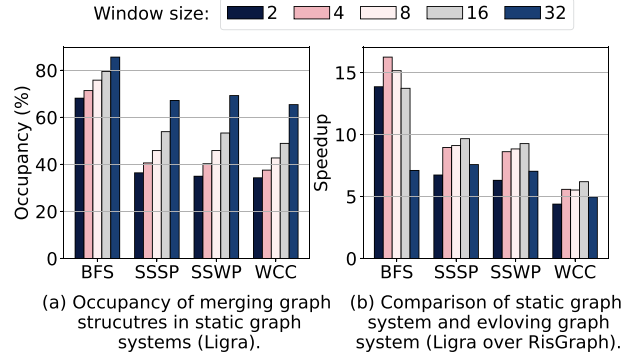 Window size: 2 4 8 16 32
Occupancy (%)
80
60
40
20
0
BFS SSSP SSWP WCC
(a) Occupancy of merging graph
strucutres in static graph
systems (Ligra).
Speedup
15
10
5
0
BFS SSSP SSWP WCC
(b) Comparison of static graph
system and evloving graph
system (Ligra over RisGraph).